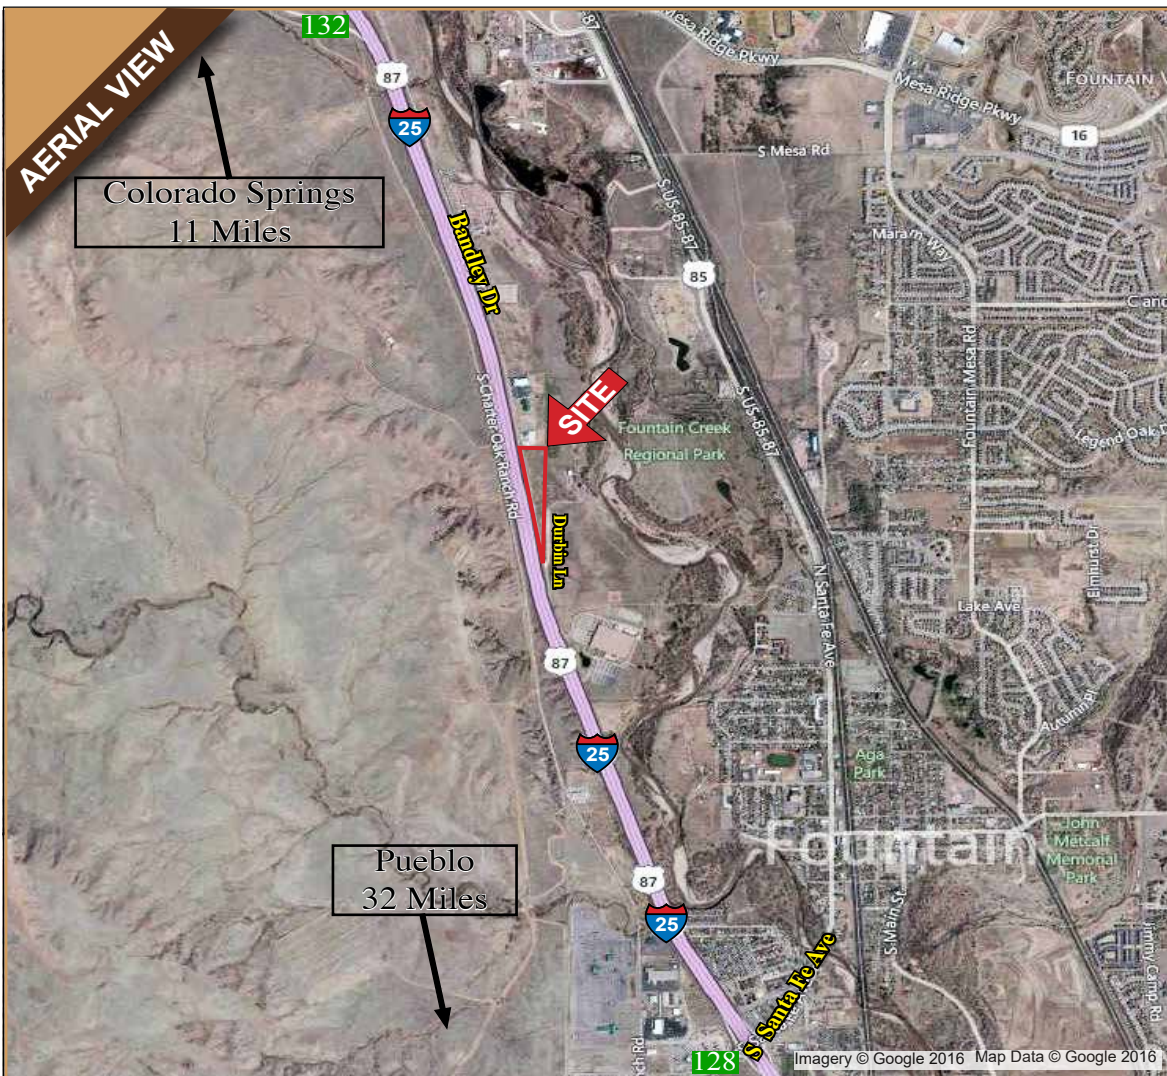 132
AERIAL VIEW
87
25
Colorado Springs
11 Miles
Bandley Dr
Mesa Ridge Pkwy
Mesa Ridge Pkwy
FOUNTAIN V
16
S Mesa Rd
S US-85-87
85
Maram Way
S Charter Oak Ranch Rd
SITE
Fountain Creek
Regional Park
S US-85-87
Fountain Mesa Rd
Legend Oak D
Durbin Ln
N Santa Fe Ave
Elmhurst Dr
Lake Ave
87
25
Autumn Pl
Aga
Park
Fountain
John
Metcalf
Memorial
Park
Pueblo
32 Miles
87
25
S Main St
Jimmy Camp Rd
S Santa Fe Ave
ch Rd
128
Imagery © Google 2016 Map Data © Google 2016